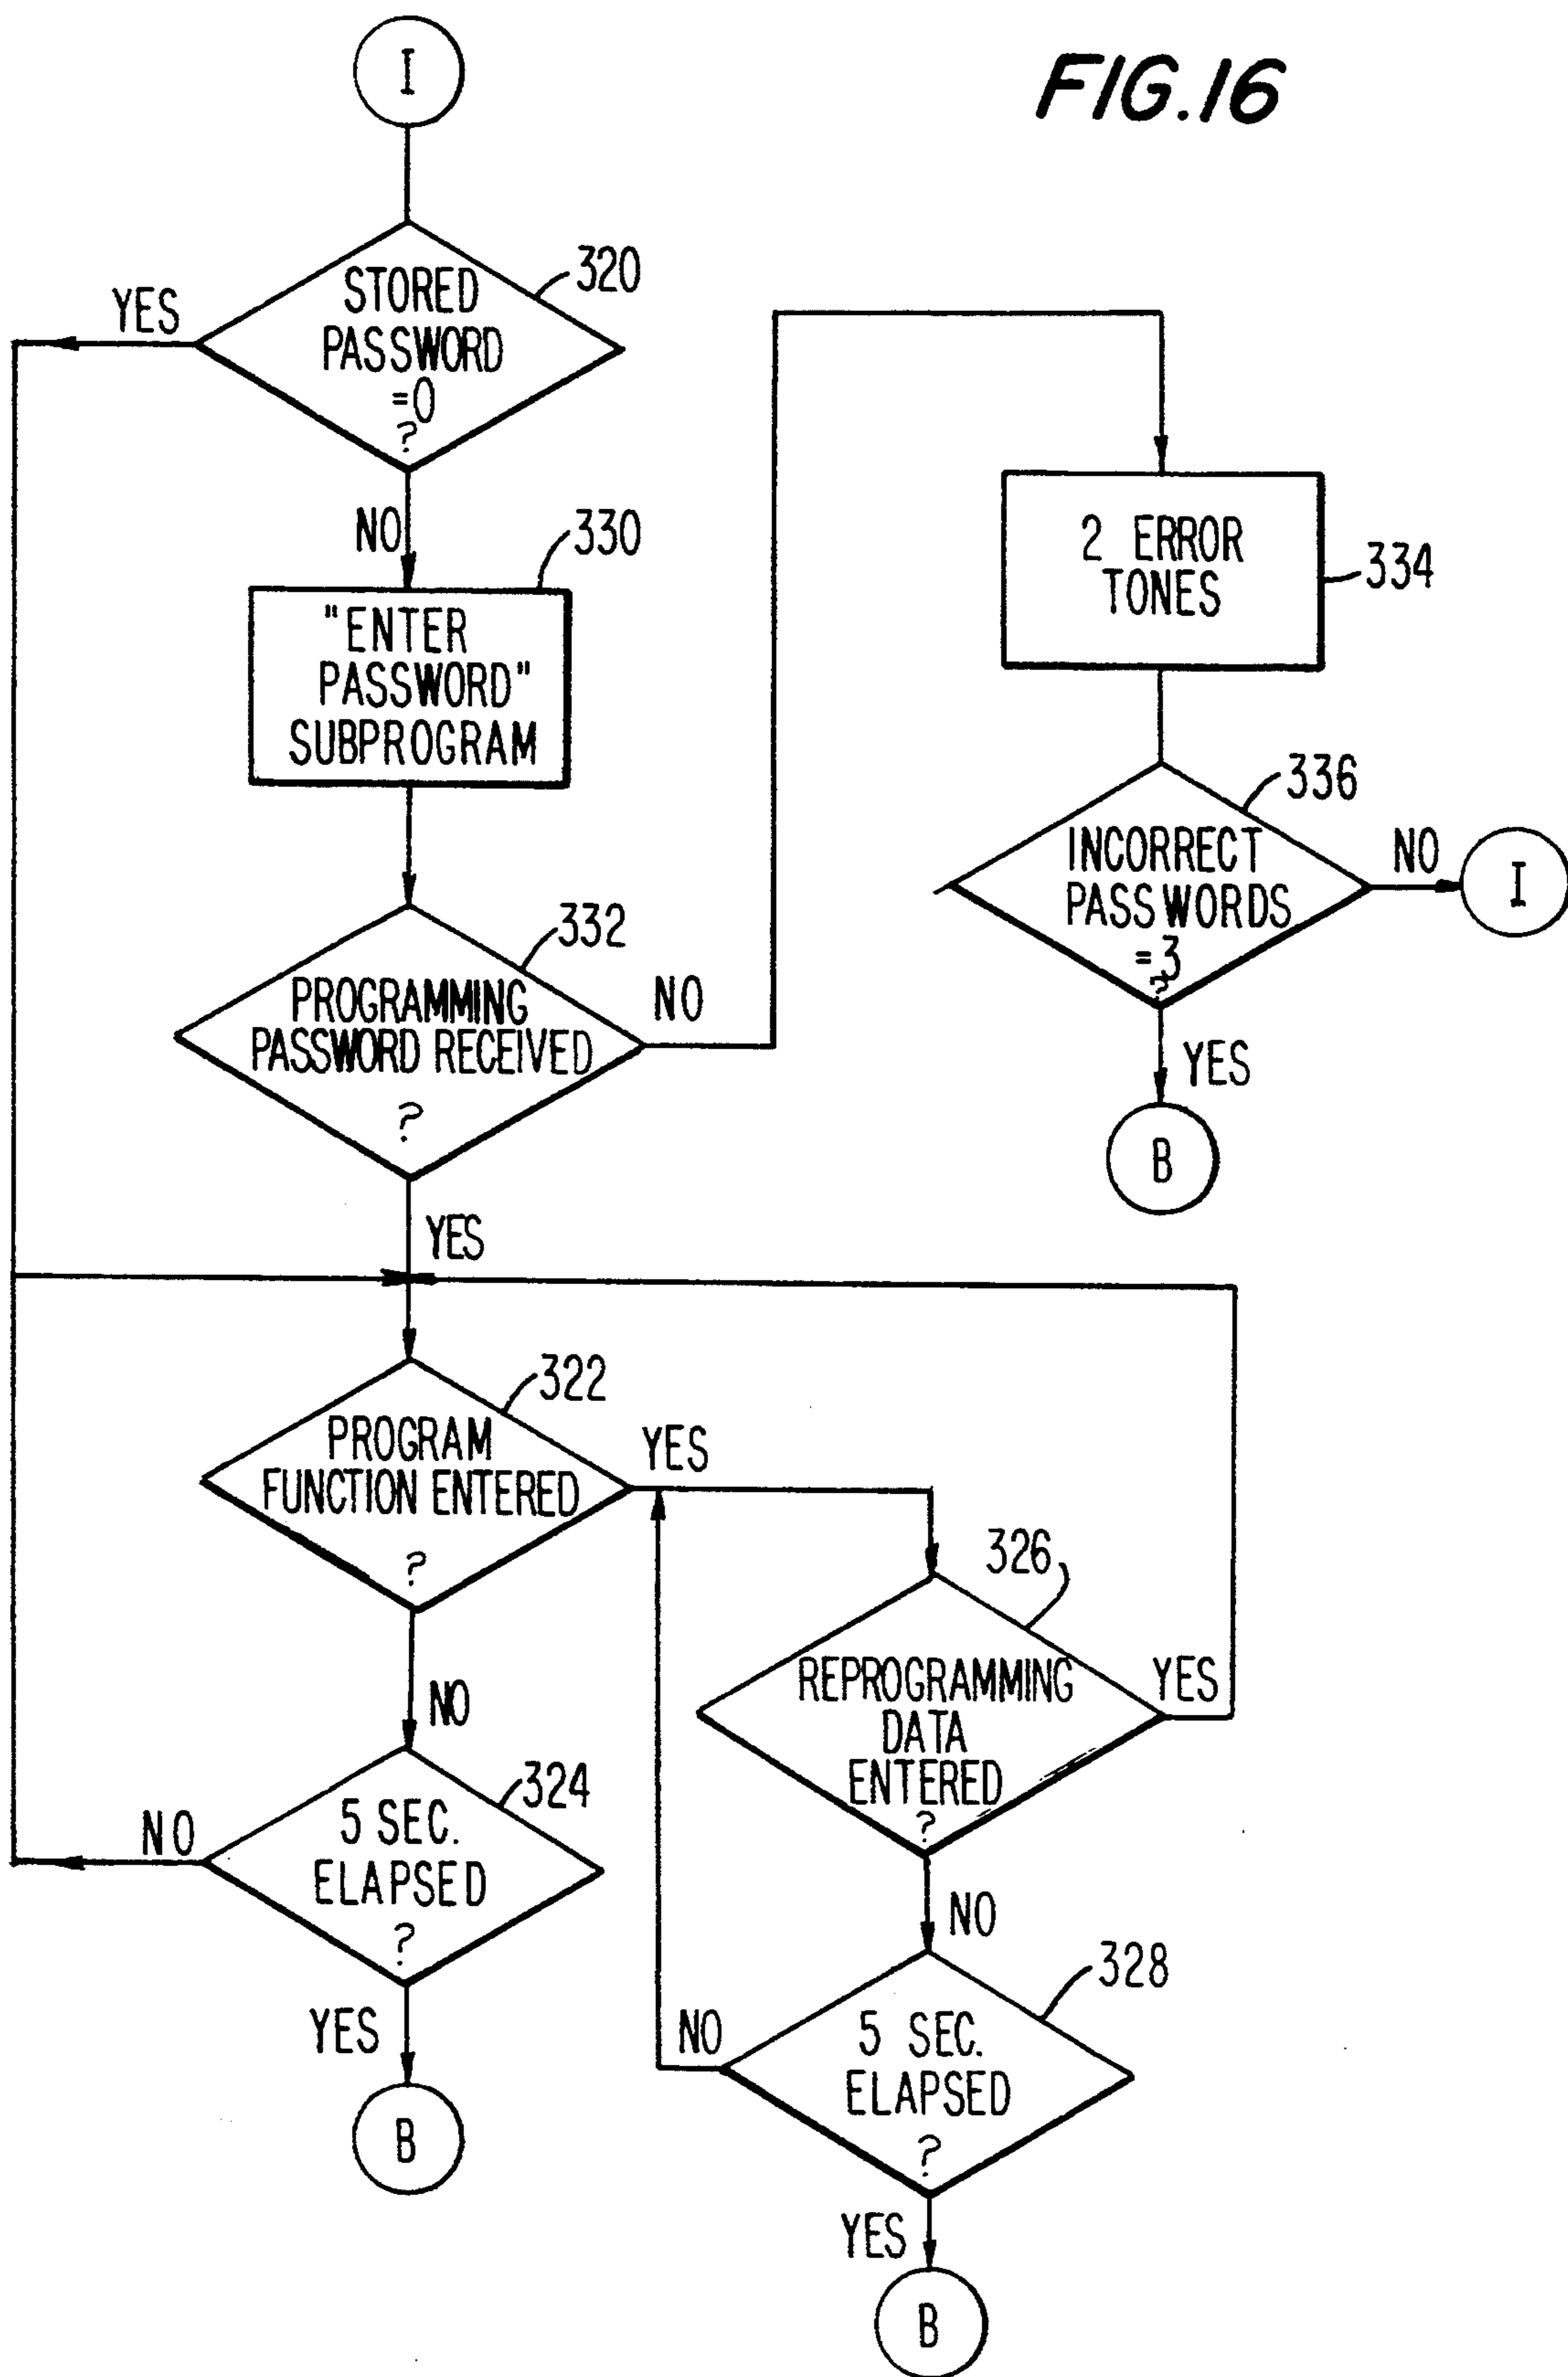 I
FIG.16
320
STORED
PASSWORD
=0
?
YES
NO
330
"ENTER
PASSWORD"
SUBPROGRAM
2 ERROR
TONES
334
336
INCORRECT
PASSWORDS
=3
?
NO
I
YES
B
332
PROGRAMMING
PASSWORD RECEIVED
?
NO
YES
322
PROGRAM
FUNCTION ENTERED
?
YES
NO
326
REPROGRAMMING
DATA
ENTERED
?
YES
NO
324
5 SEC.
ELAPSED
?
NO
YES
B
328
5 SEC.
ELAPSED
?
NO
YES
B